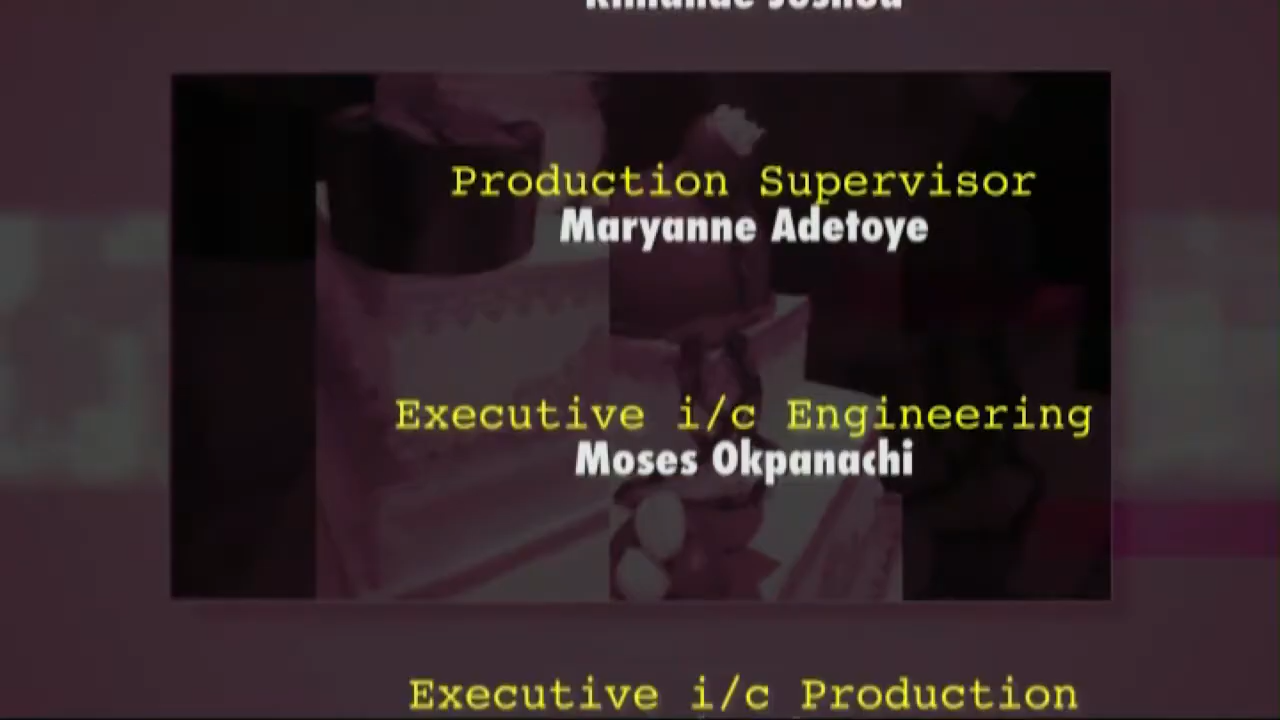 Production Supervisor
Maryanne Adetoye
Executive i/c Engineering
Moses Okpanachi
Executive i/c Production